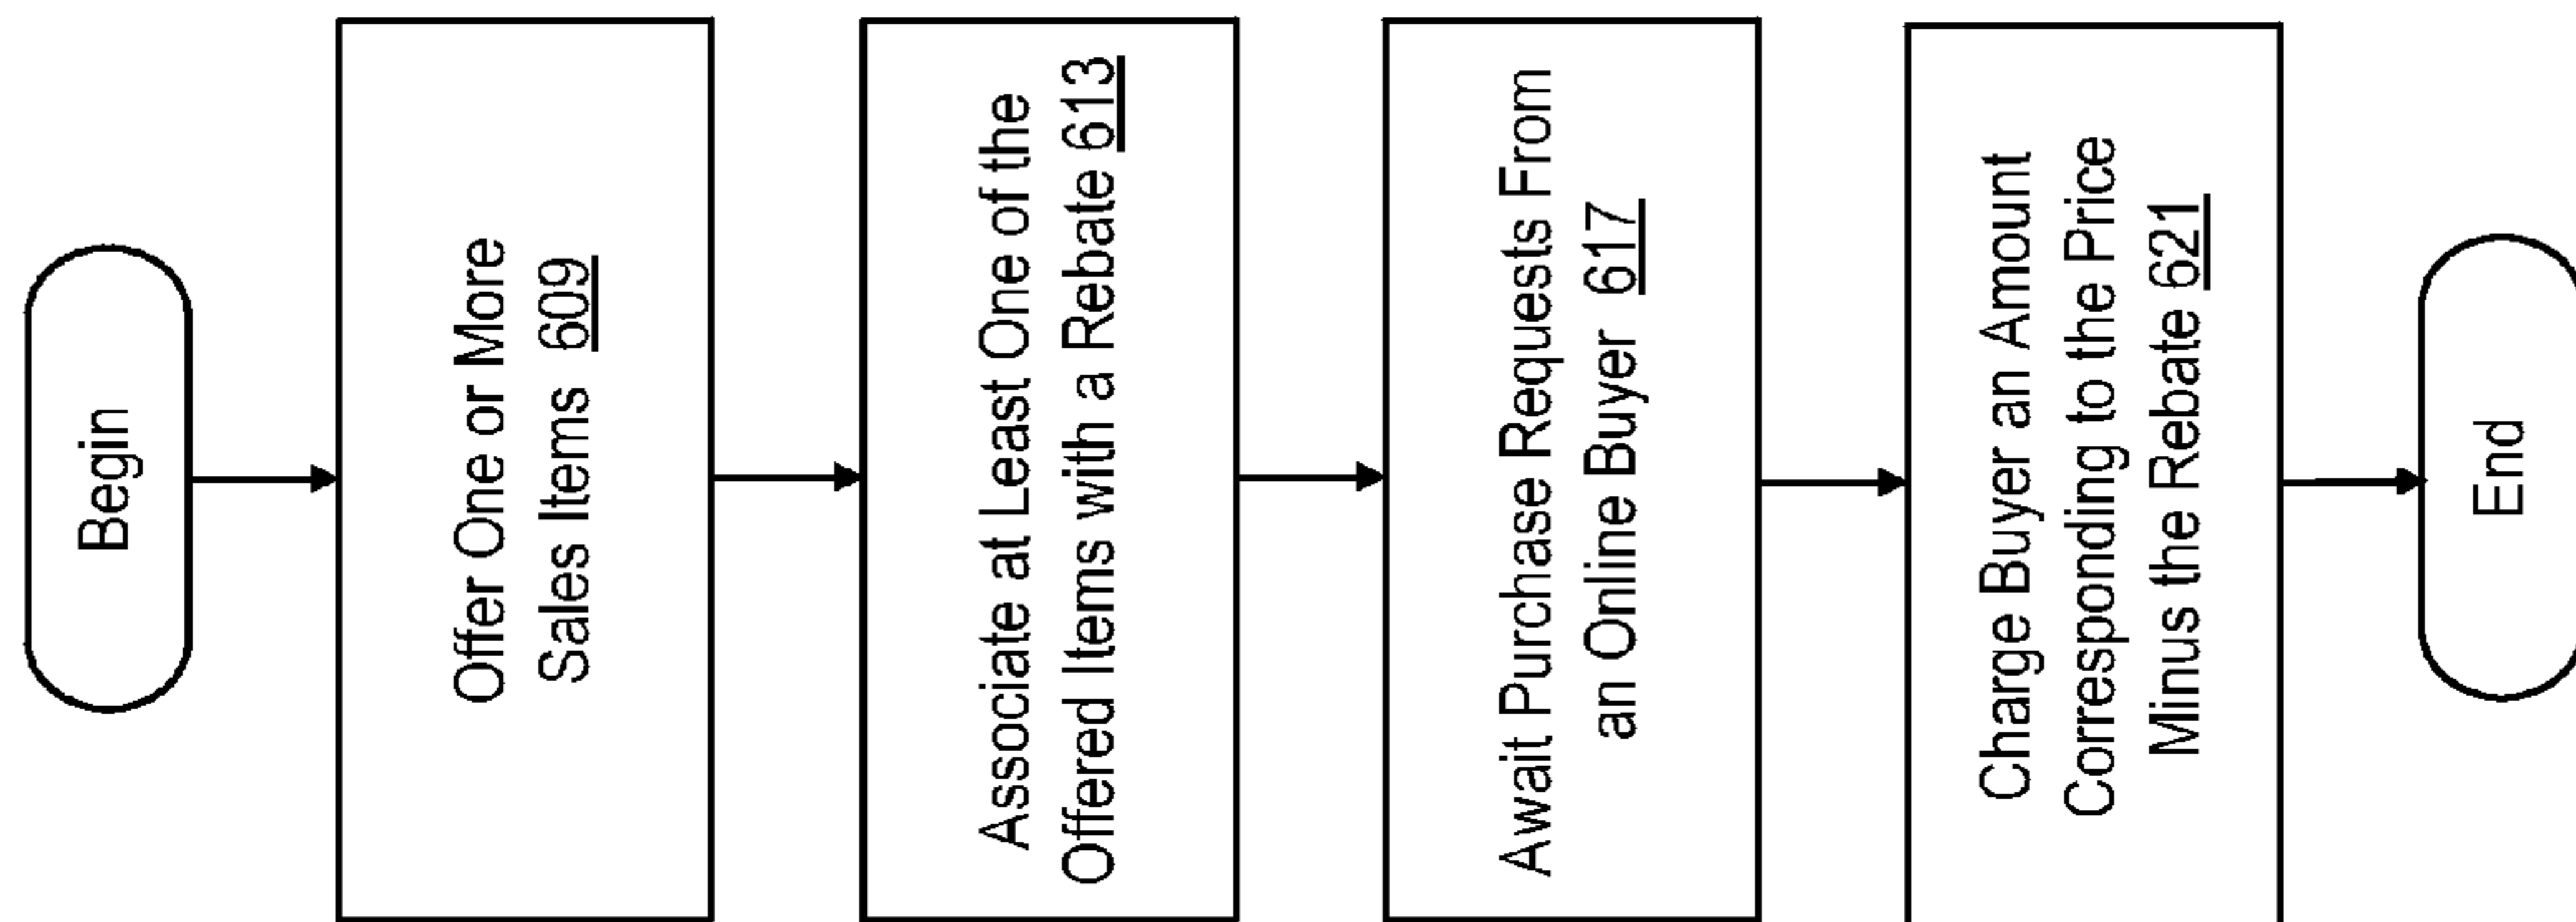 Begin
Offer One or More
Sales Items 609
Associate at Least One of the
Offered Items with a Rebate 613
Await Purchase Requests From
an Online Buyer 617
Charge Buyer an Amount
Corresponding to the Price
Minus the Rebate 621
End